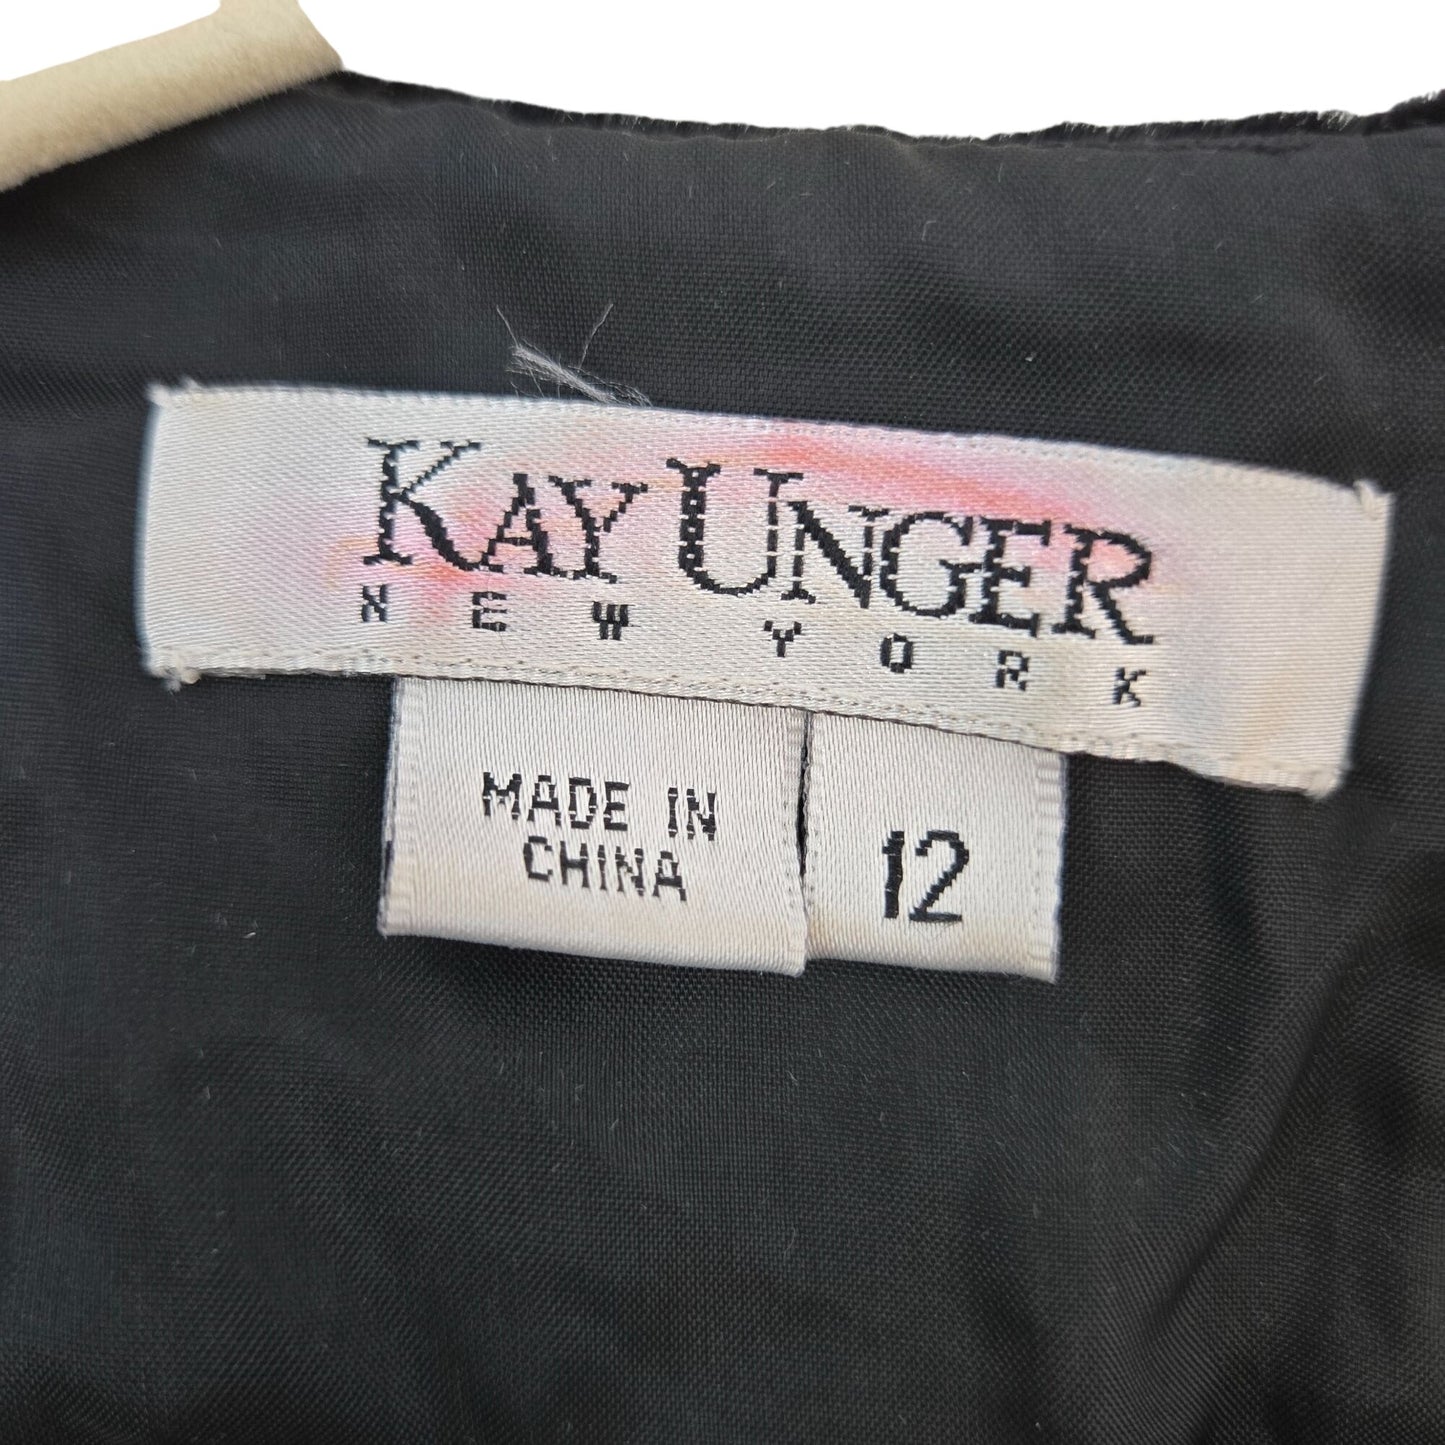 KAY UNGER
NEW YORK
MADE IN
CHINA
12